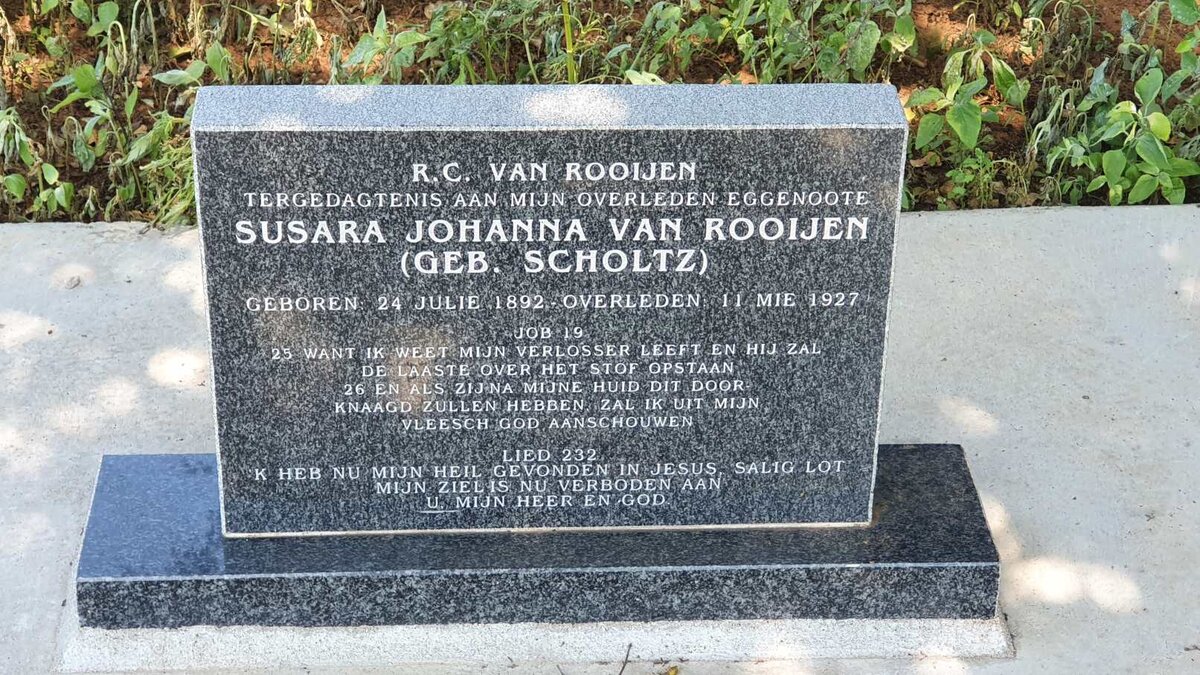 R.C. VAN ROOIJEN
TERGEDAGTENIS AAN MIJN OVERLEDEN EGGENOOTE
SUSARA JOHANNA VAN ROOIJEN
(GEB. SCHOLTZ)
GEBOREN: 24 JULIE 1892 - OVERLEDEN: 11 MIE 1927
JOB 19
25 WANT IK WEET MIJN VERLOSSER LEEFT EN HIJ ZAL
DE LAASTE OVER HET STOF OPSTAAN
26 EN ALS ZIJNA MIJNE HUID DIT DOOR-
KNAAGD ZULLEN HEBBEN, ZAL IK UIT MIJN
VLEESCH GOD AANSCHOUWEN
LIED 232
'K HEB NU MIJN HEIL GEVONDEN IN JESUS, SALIG LOT
MIJN ZIEL IS NU VERBODEN AAN
U, MIJN HEER EN GOD